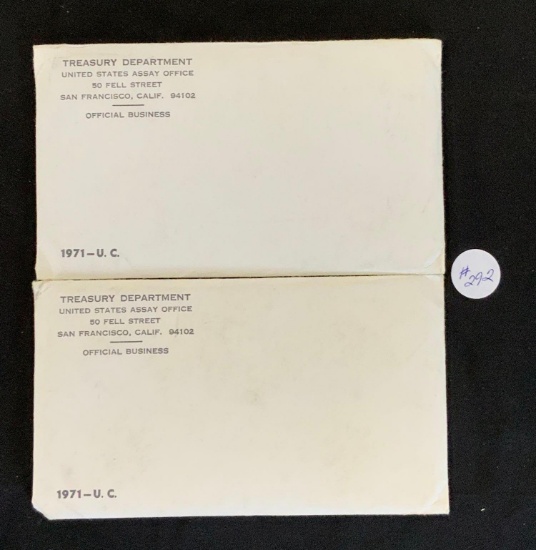 TREASURY DEPARTMENT
UNITED STATES ASSAY OFFICE
50 FELL STREET
SAN FRANCISCO, CALIF. 94102
OFFICIAL BUSINESS
1971-U. C.
#292
TREASURY DEPARTMENT
UNITED STATES ASSAY OFFICE
50 FELL STREET
SAN FRANCISCO, CALIF. 94102
OFFICIAL BUSINESS
1971-U. C.